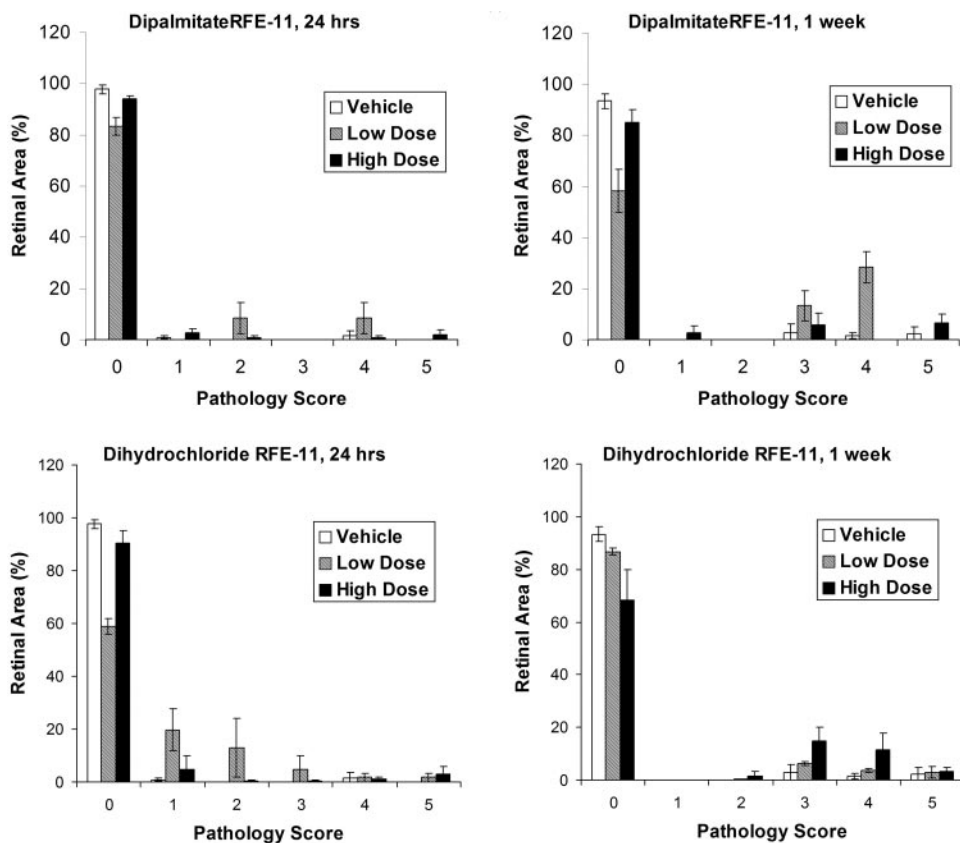 DipalmitateRFE-11, 24 hrs
120
100
80
60
40
20
0
Retinal Area (%)
Vehicle
Low Dose
High Dose
0 1 2 3 4 5
Pathology Score
DipalmitateRFE-11, 1 week
120
100
80
60
40
20
0
Retinal Area (%)
Vehicle
Low Dose
High Dose
0 1 2 3 4 5
Pathology Score
Dihydrochloride RFE-11, 24 hrs
120
100
80
60
40
20
0
Retinal Area (%)
Vehicle
Low Dose
High Dose
0 1 2 3 4 5
Pathology Score
Dihydrochloride RFE-11, 1 week
120
100
80
60
40
20
0
Retinal Area (%)
Vehicle
Low Dose
High Dose
0 1 2 3 4 5
Pathology Score